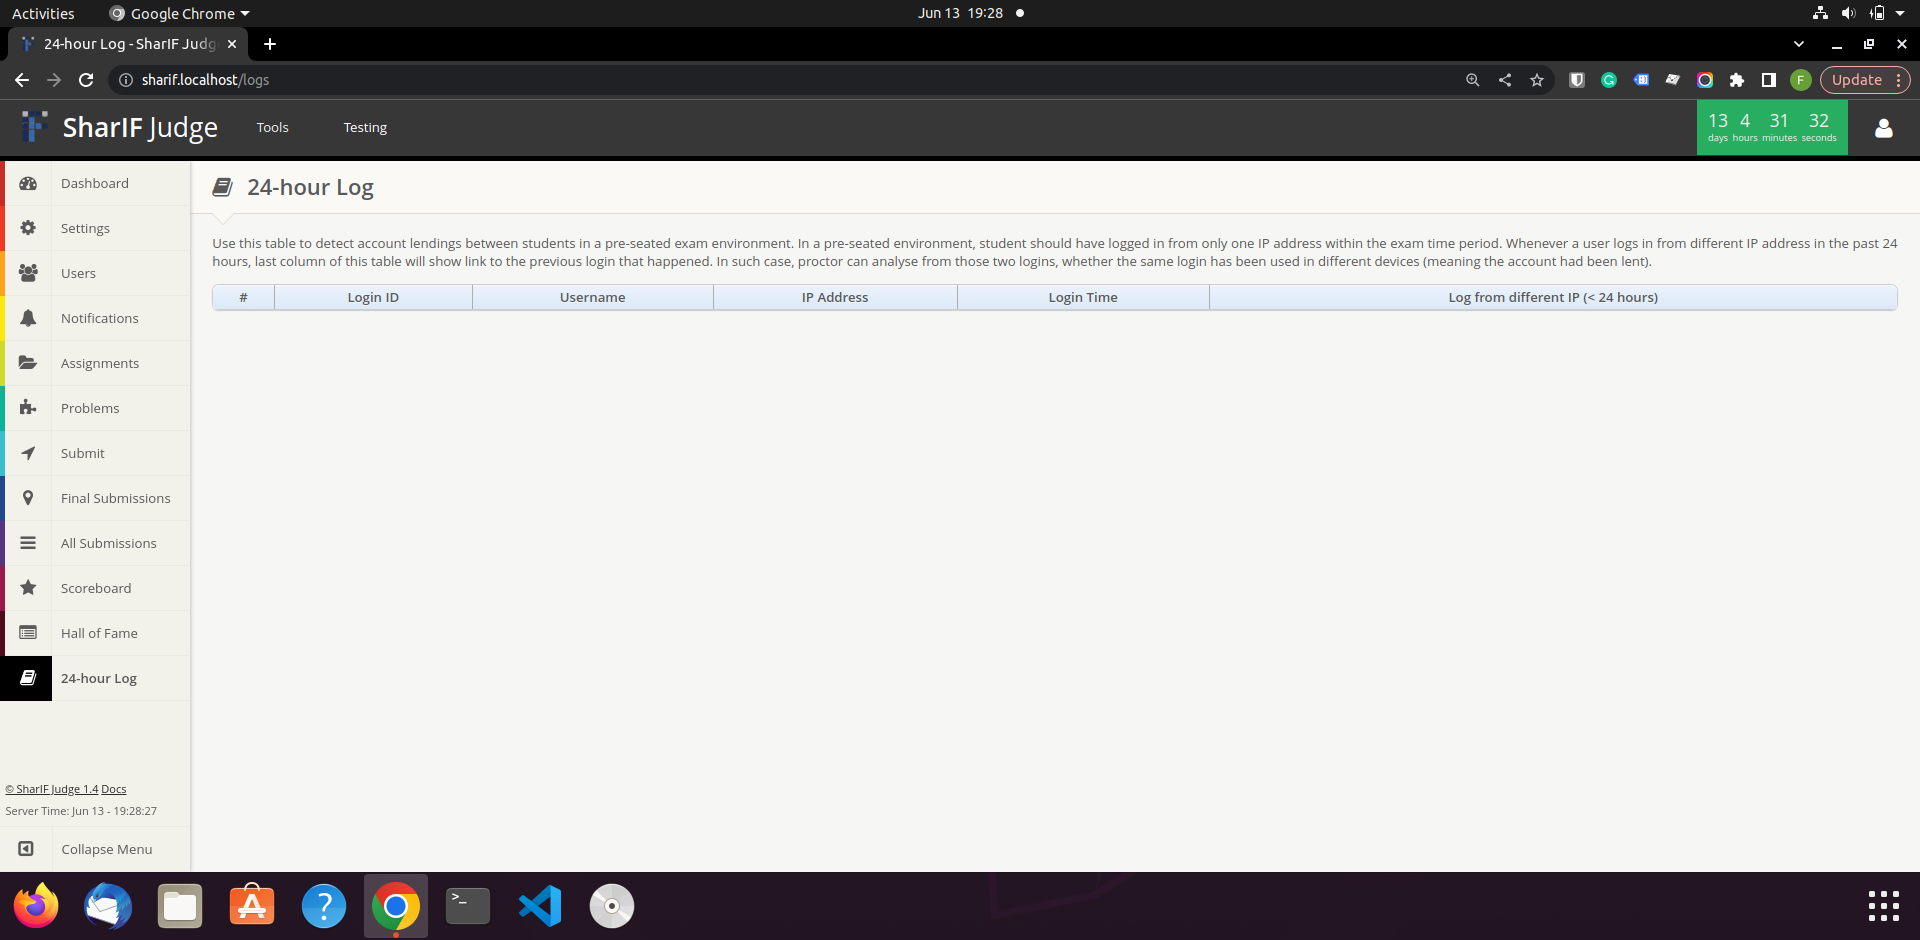 Activities
Google Chrome
Jun 13 19:28
24-hour Log - SharIF Judg
sharif.localhost/logs
F
Update
SharIF Judge
Tools
Testing
13 4 31 32
days hours minutes seconds
Dashboard
Settings
Users
Notifications
Assignments
Problems
Submit
Final Submissions
All Submissions
Scoreboard
Hall of Fame
24-hour Log
© SharIF Judge 1.4 Docs
Server Time: Jun 13 - 19:28:27
Collapse Menu
24-hour Log
Use this table to detect account lendings between students in a pre-seated exam environment. In a pre-seated environment, student should have logged in from only one IP address within the exam time period. Whenever a user logs in from different IP address in the past 24
hours, last column of this table will show link to the previous login that happened. In such case, proctor can analyse from those two logins, whether the same login has been used in different devices (meaning the account had been lent).
# Login ID Username IP Address Login Time Log from different IP (< 24 hours)